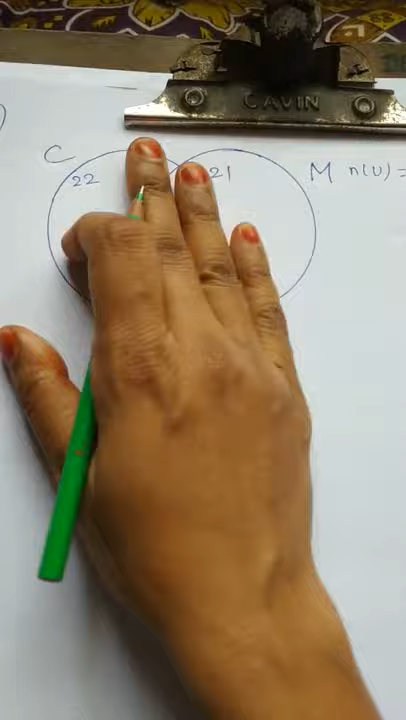 CAVIN
C
22
21
M n(U) =